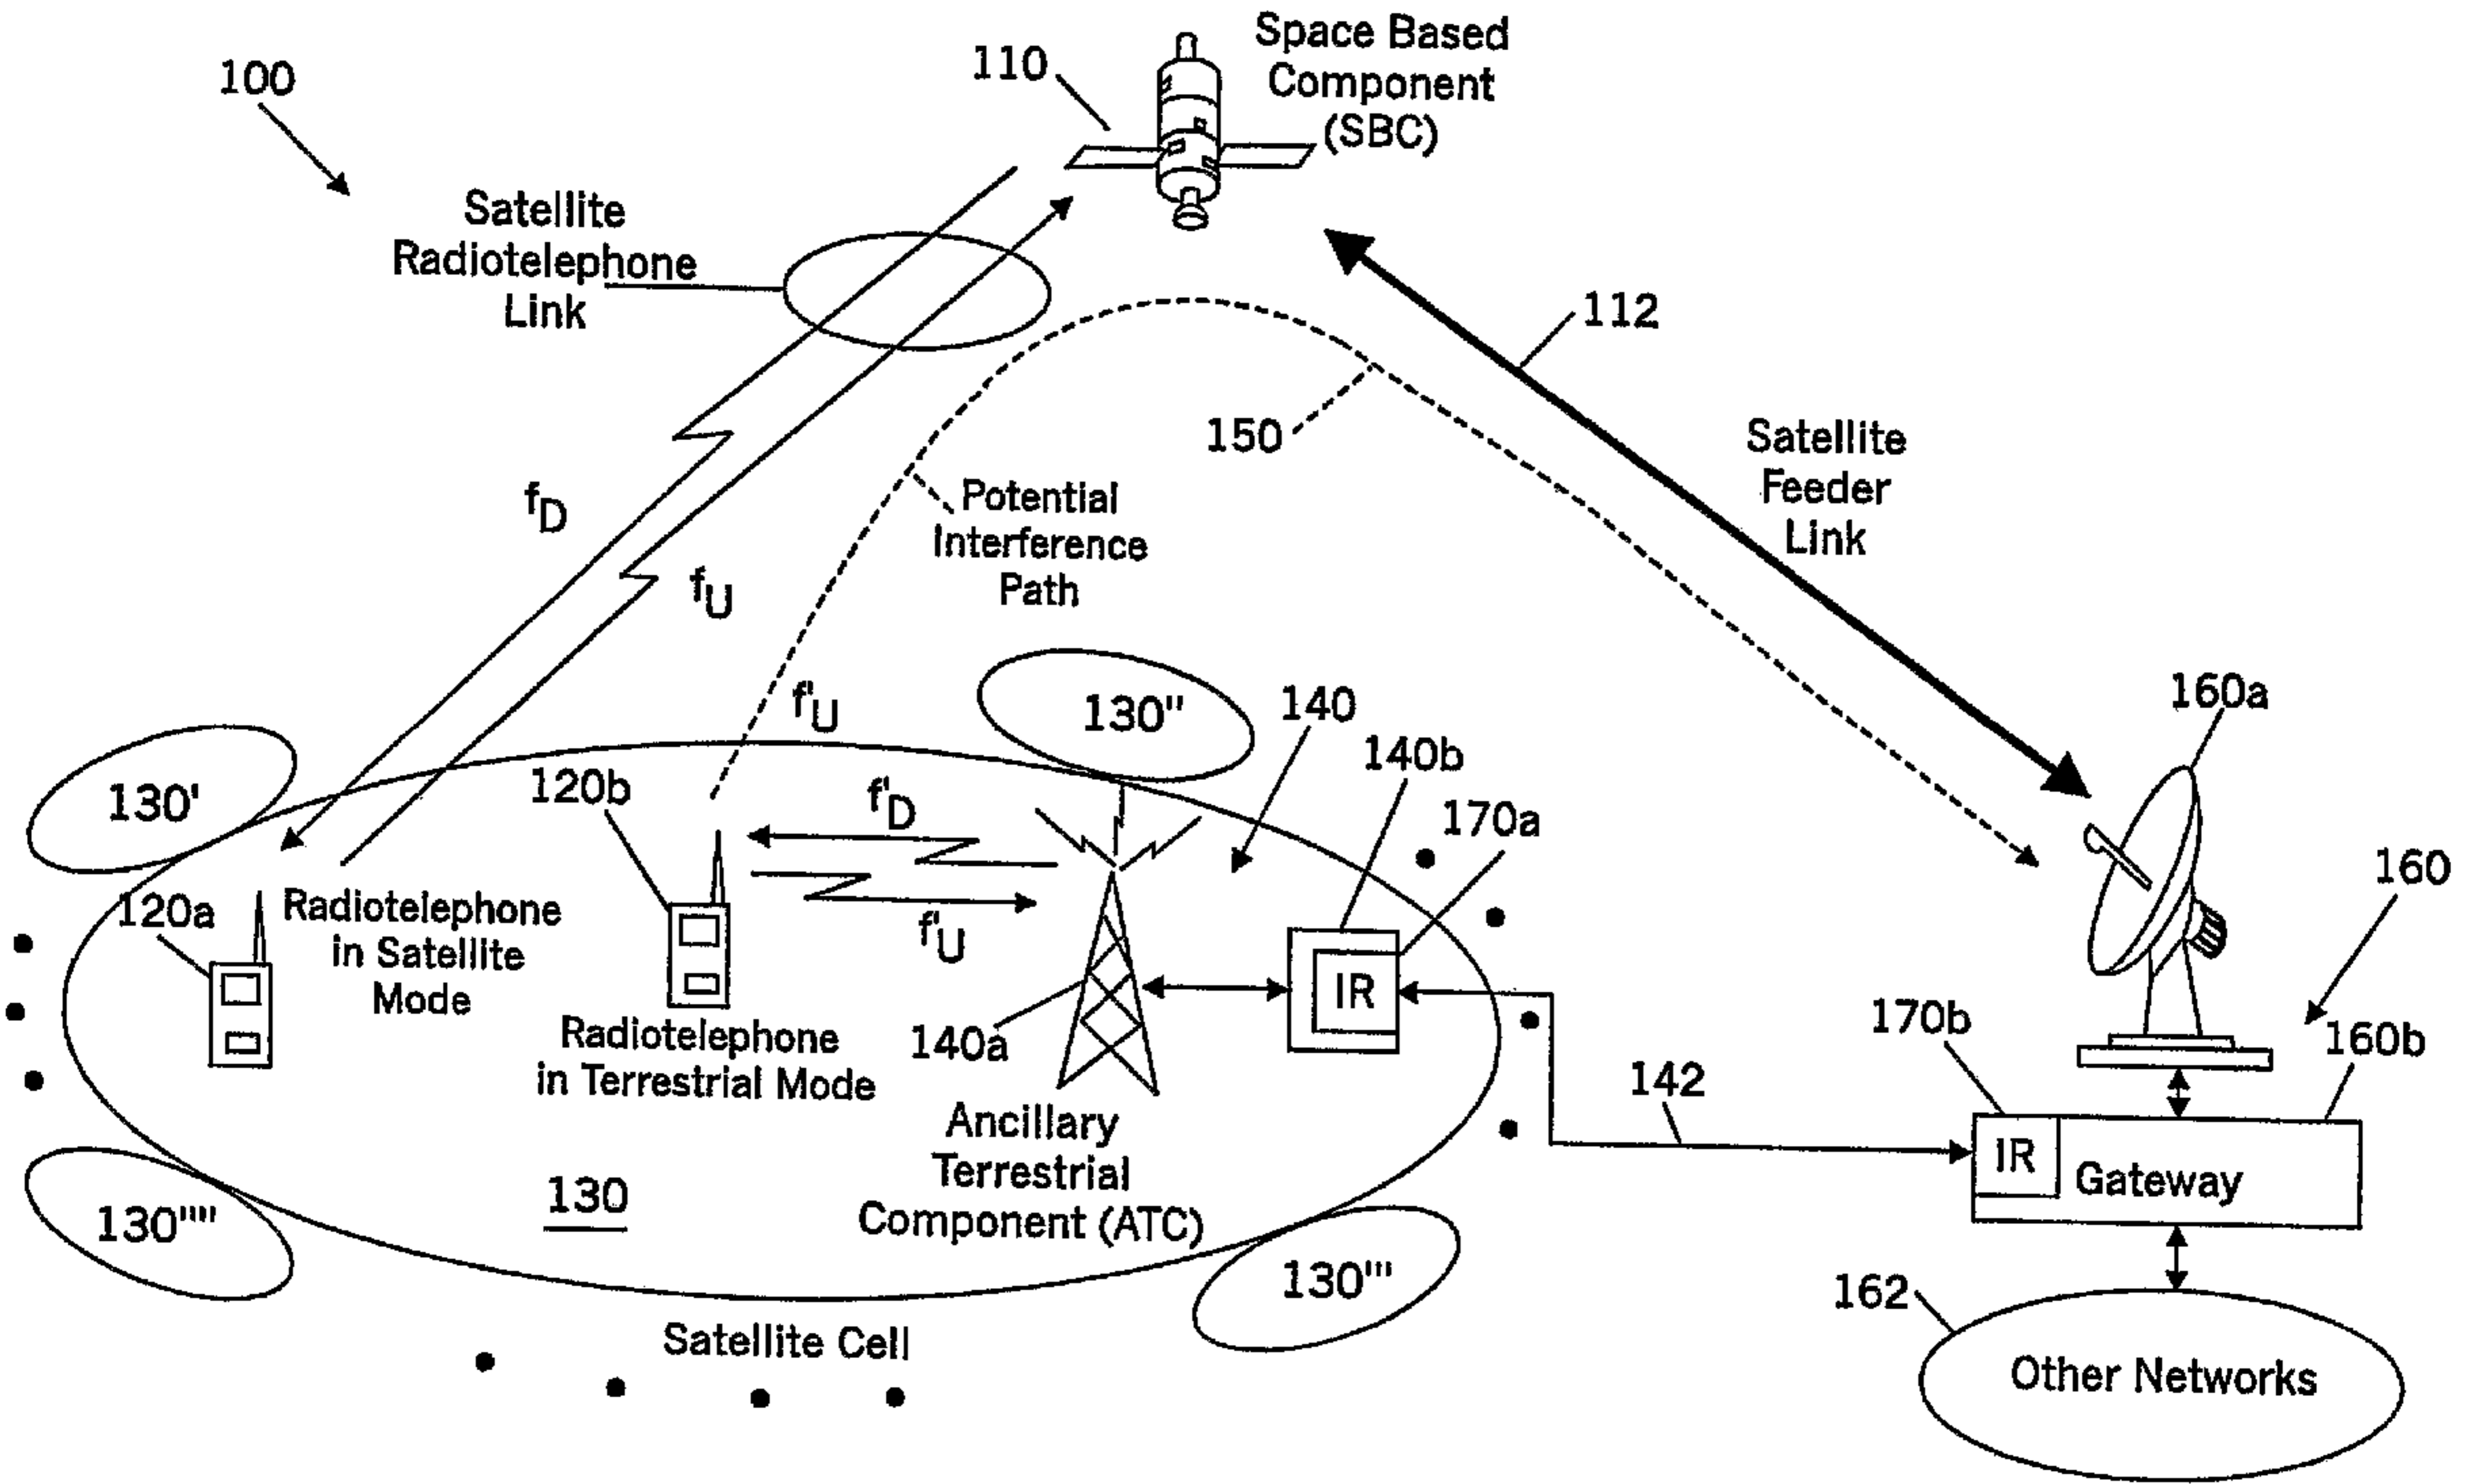 100
110
Space Based
Component
(SBC)
Satellite
Radiotelephone
Link
112
150
Satellite
Feeder
Link
fD
fU
Potential
Interference
Path
f'U
130'
130''
140
140b
170a
160a
160
120b
f'D
f'U
120a
Radiotelephone
in Satellite
Mode
Radiotelephone
in Terrestrial Mode
140a
IR
Ancillary
Terrestrial
Component (ATC)
130
130''''
130'''
Satellite Cell
142
170b
160b
IR
Gateway
162
Other Networks